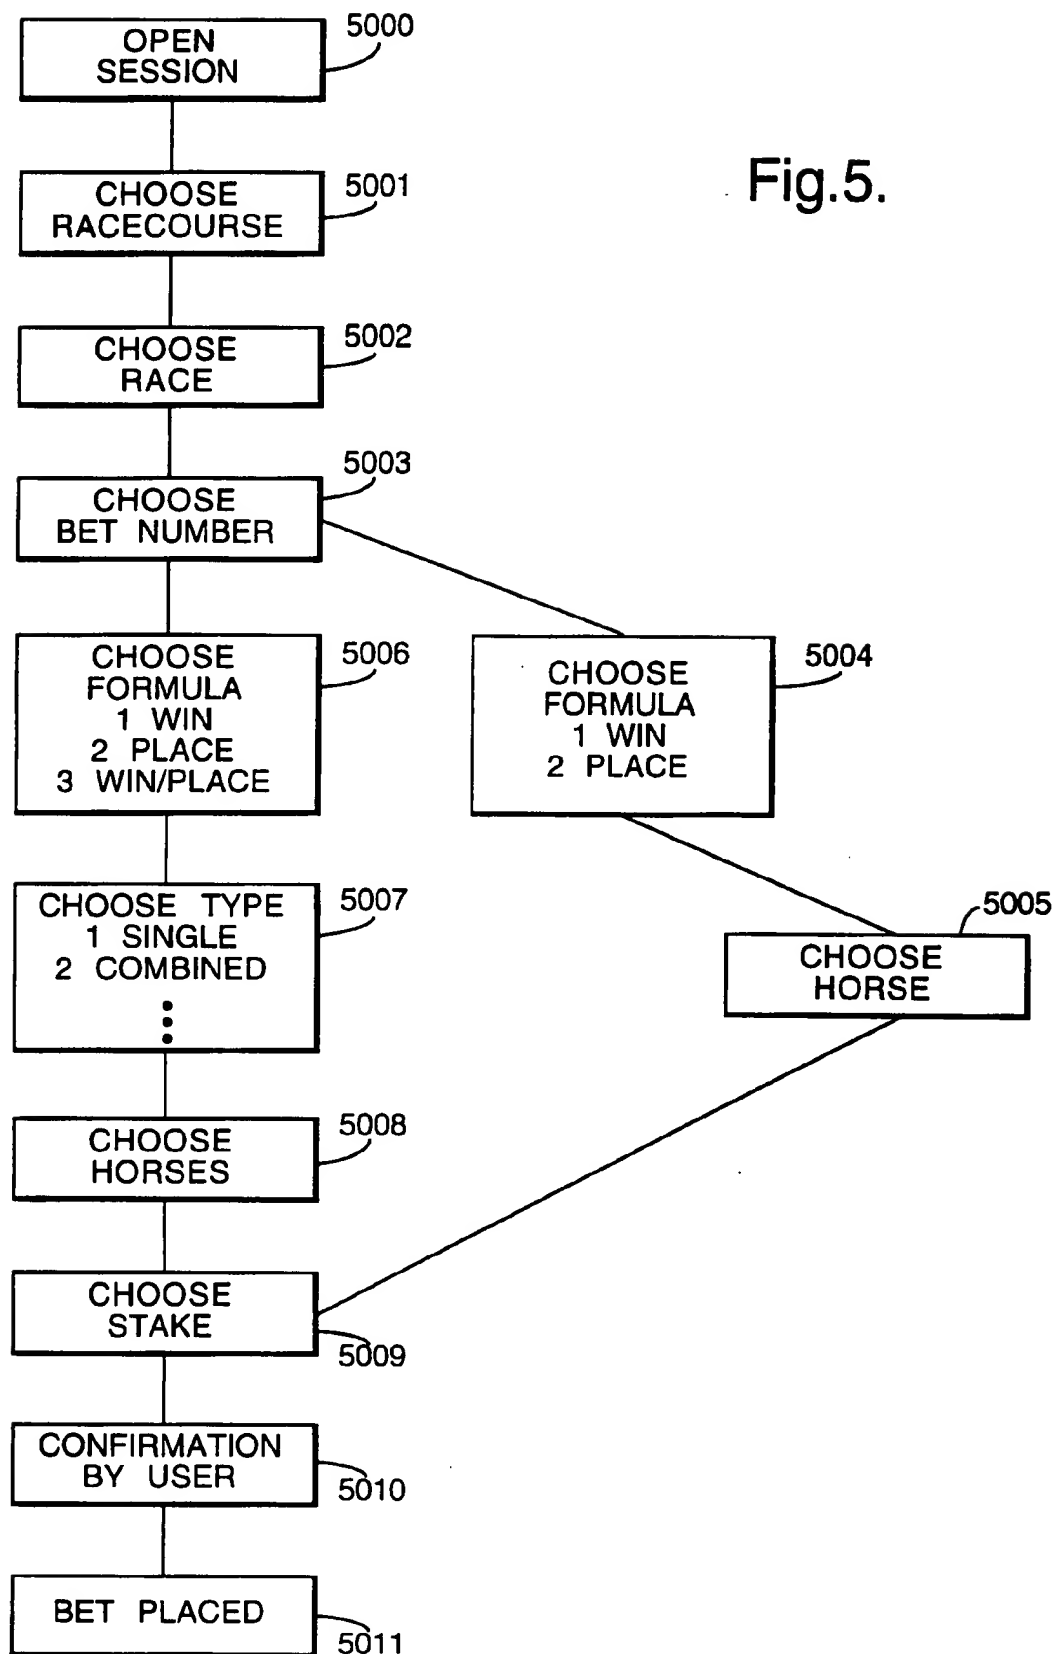 OPEN
SESSION
5000
Fig.5.
CHOOSE
RACECOURSE
5001
CHOOSE
RACE
5002
CHOOSE
BET NUMBER
5003
CHOOSE
FORMULA
1 WIN
2 PLACE
3 WIN/PLACE
5006
CHOOSE
FORMULA
1 WIN
2 PLACE
5004
CHOOSE TYPE
1 SINGLE
2 COMBINED
5007
CHOOSE
HORSE
5005
CHOOSE
HORSES
5008
CHOOSE
STAKE
5009
CONFIRMATION
BY USER
5010
BET PLACED
5011